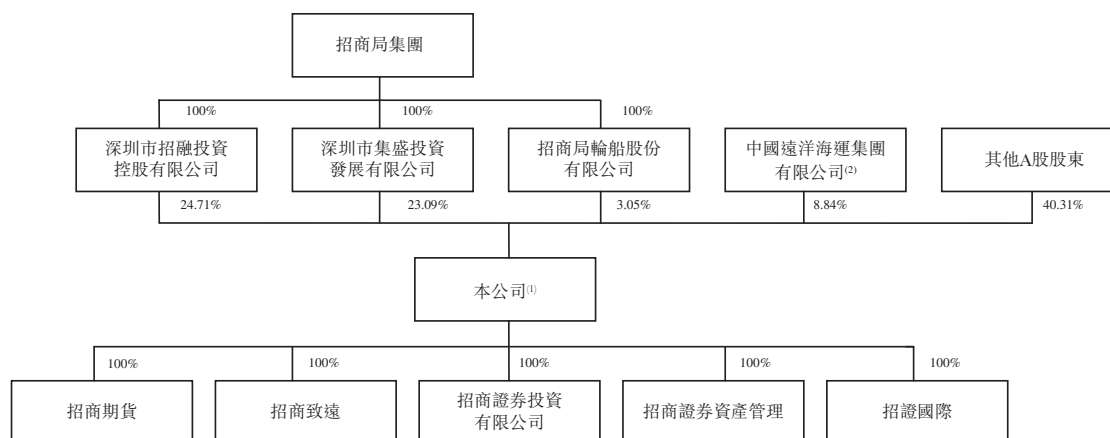 招商局集團
100%
100%
100%
深圳市招融投資
控股有限公司
深圳市集盛投資
發展有限公司
招商局輪船股份
有限公司
中國遠洋海運集團
有限公司(2)
其他A股股東
24.71%
23.09%
3.05%
8.84%
40.31%
本公司(1)
100%
100%
100%
100%
100%
招商期貨
招商致遠
招商證券投資
有限公司
招商證券資產管理
招證國際